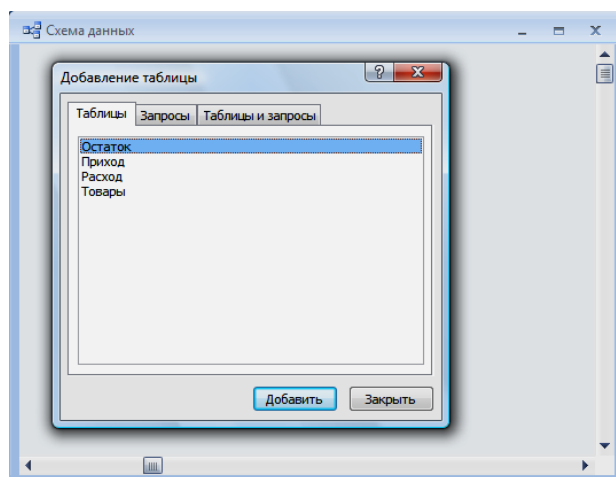 Схема данных
Добавление таблицы
Таблицы Запросы Таблицы и запросы
Остаток
Приход
Расход
Товары
Добавить Закрыть